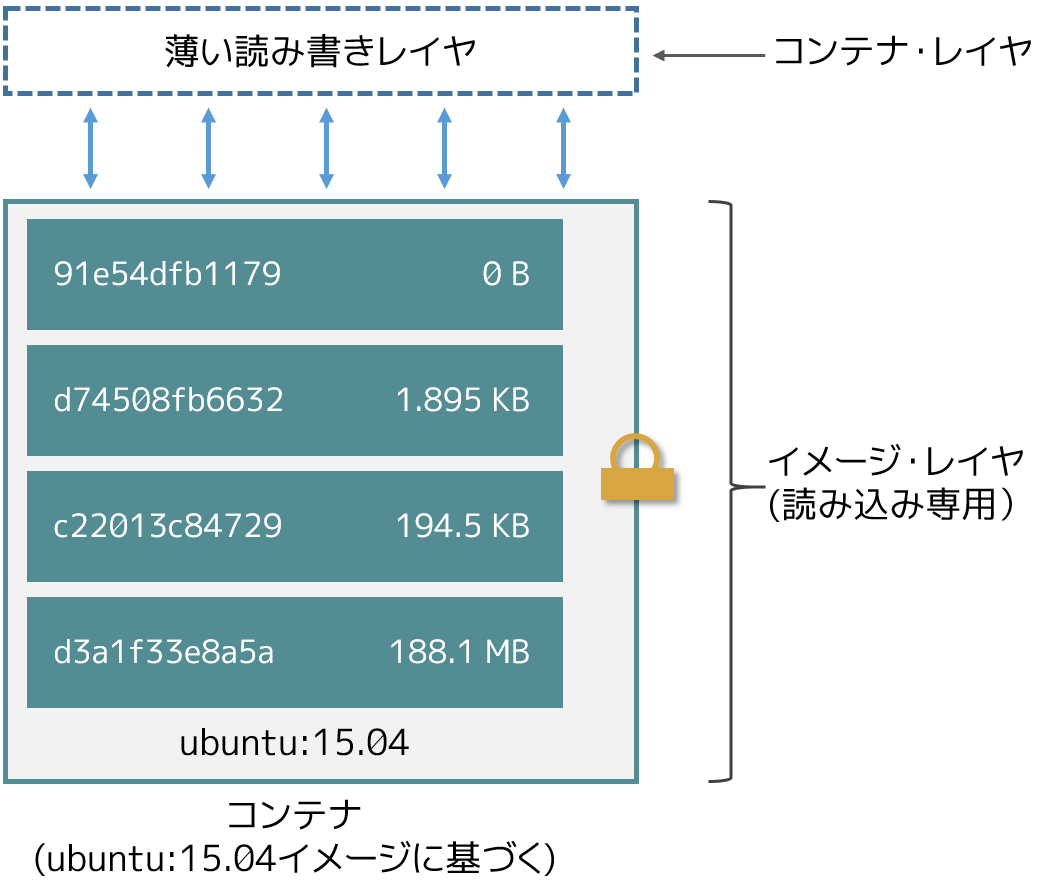 薄い読み書きレイヤ
コンテナ・レイヤ
91e54dfb1179 0 B
d74508fb6632 1.895 KB
c22013c84729 194.5 KB
d3a1f33e8a5a 188.1 MB
ubuntu:15.04
イメージ・レイヤ
(読み込み専用)
コンテナ
(ubuntu:15.04イメージに基づく)